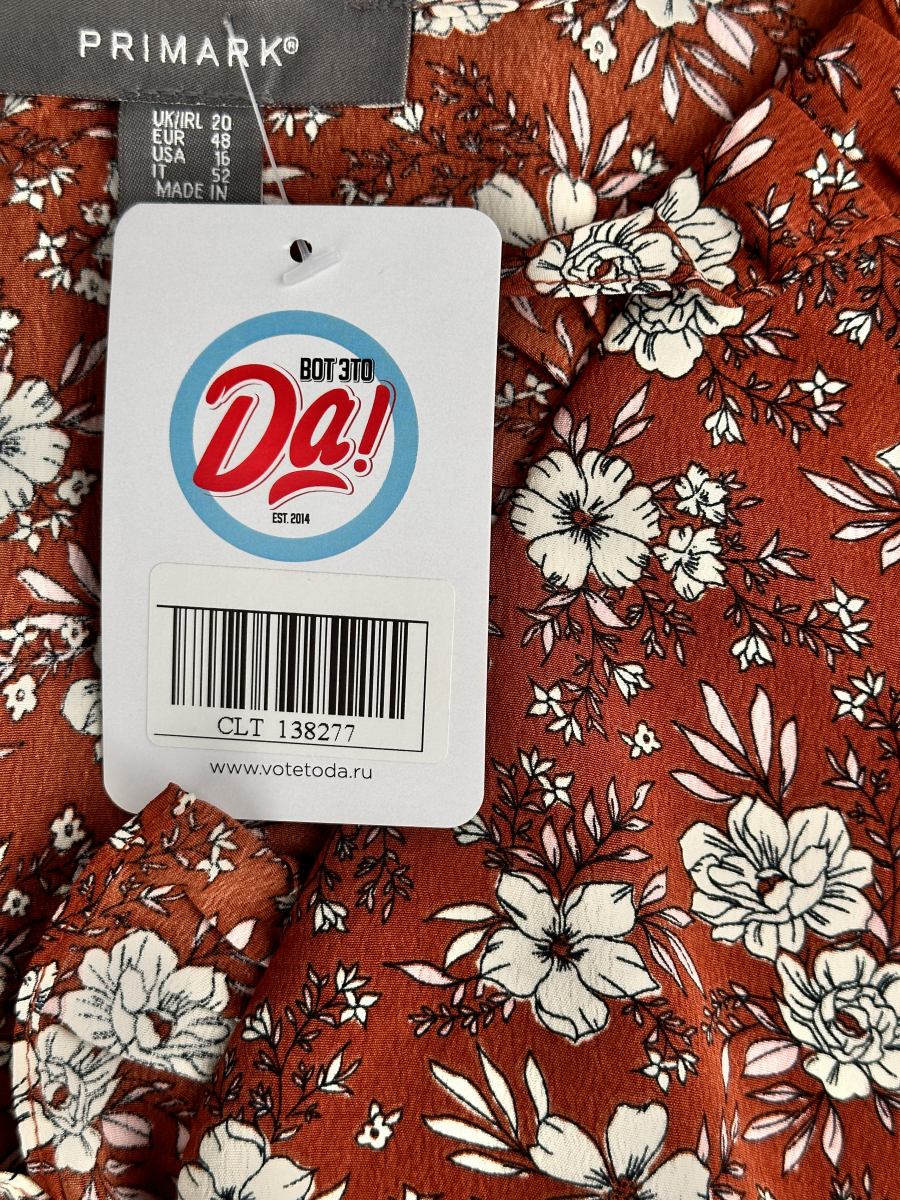 PRIMARK®
UK/IRL 20
EUR 48
USA 16
IT 52
MADE IN
ВОТ ЭТО
Да!
EST. 2014
CLT 138277
www.votetoda.ru